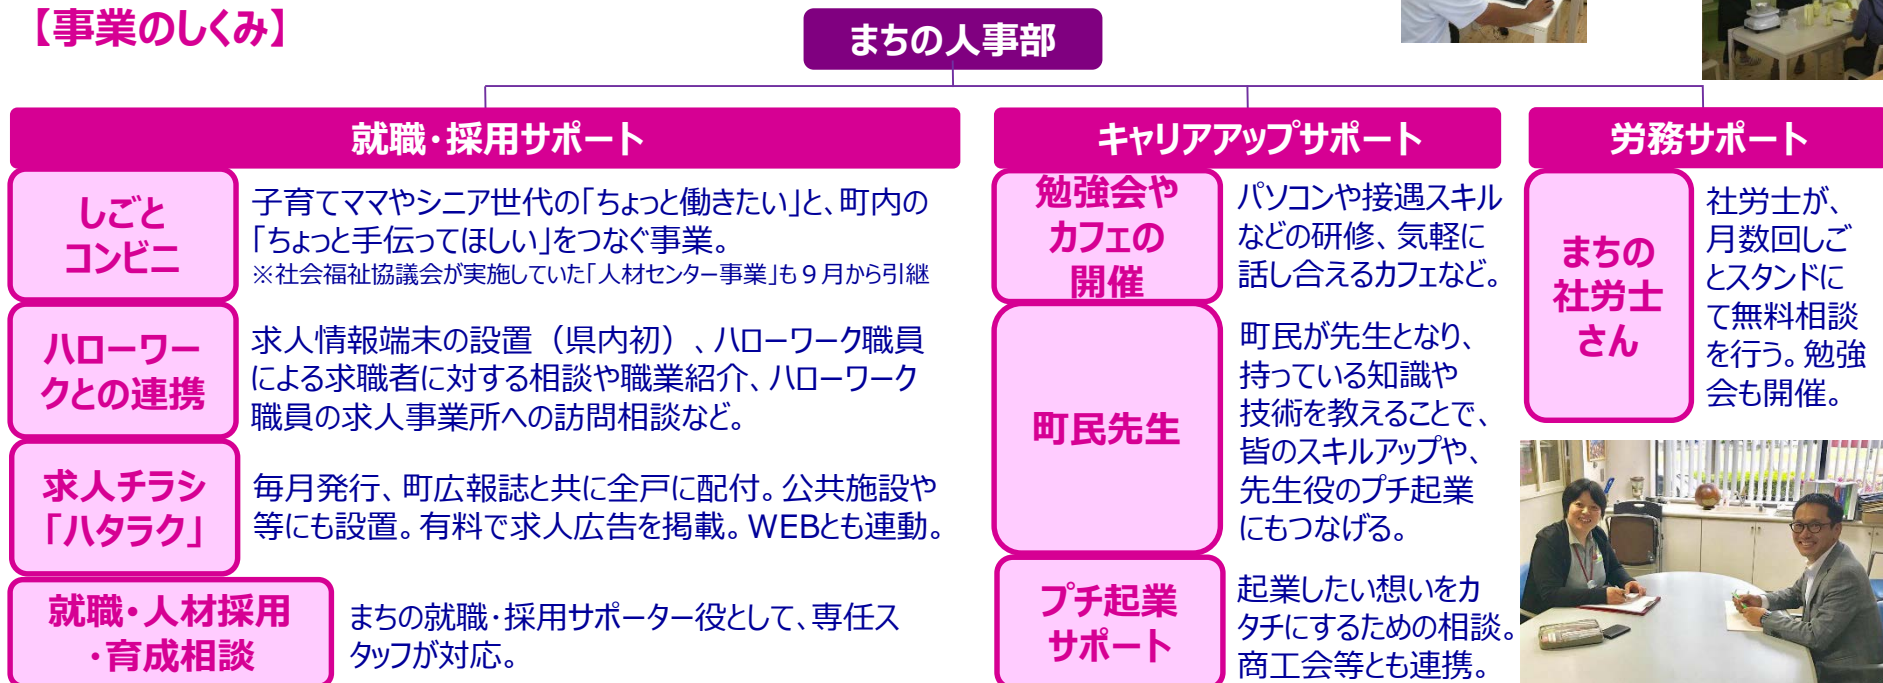 【事業のしくみ】
まちの人事部
就職・採用サポート
しごと
コンビニ
子育てママやシニア世代の「ちょっと働きたい」と、町内の
「ちょっと手伝ってほしい」をつなぐ事業。
※社会福祉協議会が実施していた「人材センター事業」も９月から引継
ハローワー
クとの連携
求人情報端末の設置（県内初）、ハローワーク職員
による求職者に対する相談や職業紹介、ハローワーク
職員の求人事業所への訪問相談など。
求人チラシ
「ハタラク」
毎月発行、町広報誌と共に全戸に配付。公共施設や
等にも設置。有料で求人広告を掲載。WEBとも連動。
就職・人材採用
・育成相談
まちの就職・採用サポーター役として、専任ス
タッフが対応。
キャリアアップサポート
勉強会や
カフェの
開催
パソコンや接遇スキル
などの研修、気軽に
話し合えるカフェなど。
町民先生
町民が先生となり、
持っている知識や
技術を教えることで、
皆のスキルアップや、
先生役のプチ起業
にもつなげる。
プチ起業
サポート
起業したい想いをカ
タチにするための相談。
商工会等とも連携。
労務サポート
まちの
社労士
さん
社労士が、
月数回しご
とスタンドに
て無料相談
を行う。勉強
会も開催。